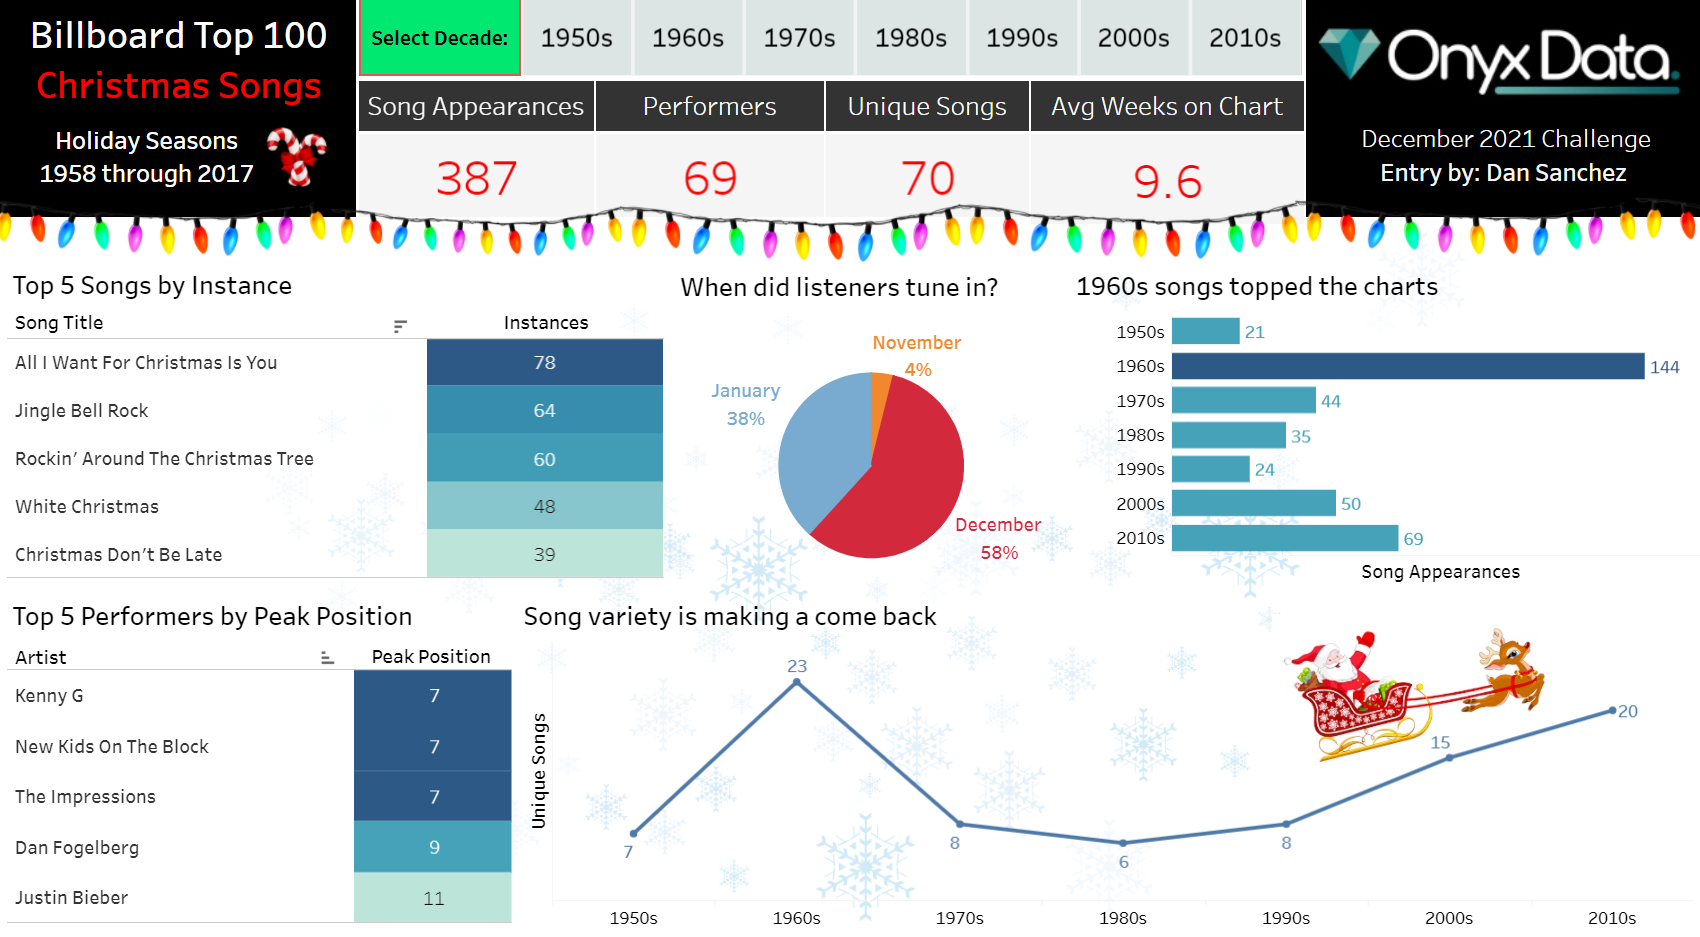 Billboard Top 100
Christmas Songs
Holiday Seasons
1958 through 2017
Select Decade:
1950s
1960s
1970s
1980s
1990s
2000s
2010s
Song Appearances
Performers
Unique Songs
Avg Weeks on Chart
387
69
70
9.6
Onyx Data.
December 2021 Challenge
Entry by: Dan Sanchez
Top 5 Songs by Instance
Song Title
Instances
All I Want For Christmas Is You
78
Jingle Bell Rock
64
Rockin’ Around The Christmas Tree
60
White Christmas
48
Christmas Don’t Be Late
39
When did listeners tune in?
November
4%
January
38%
December
58%
1960s songs topped the charts
1950s
21
1960s
144
1970s
44
1980s
35
1990s
24
2000s
50
2010s
69
Song Appearances
Top 5 Performers by Peak Position
Artist
Peak Position
Kenny G
7
New Kids On The Block
7
The Impressions
7
Dan Fogelberg
9
Justin Bieber
11
Song variety is making a come back
Unique Songs
7
23
8
6
8
15
20
1950s
1960s
1970s
1980s
1990s
2000s
2010s